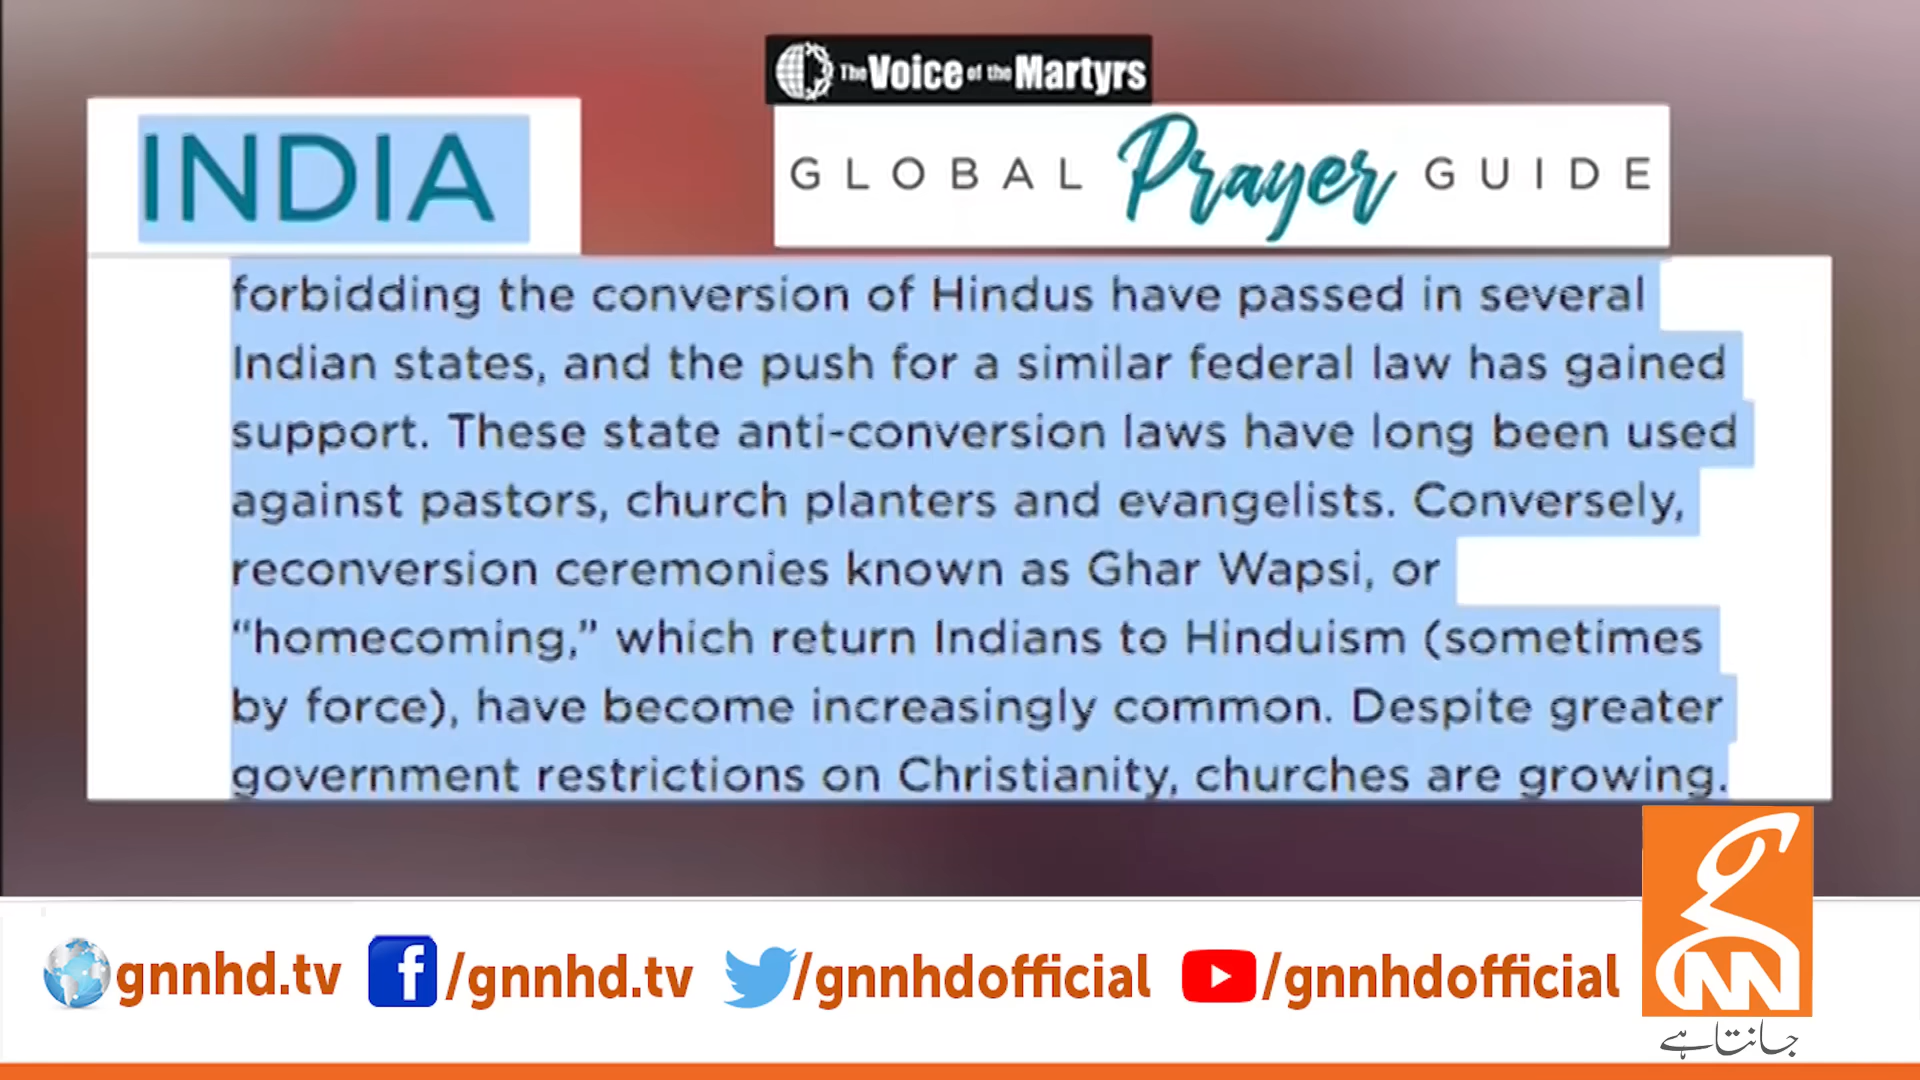 The Voice of the Martyrs
INDIA
GLOBAL Prayer GUIDE
forbidding the conversion of Hindus have passed in several
Indian states, and the push for a similar federal law has gained
support. These state anti-conversion laws have long been used
against pastors, church planters and evangelists. Conversely,
reconversion ceremonies known as Ghar Wapsi, or
“homecoming,” which return Indians to Hinduism (sometimes
by force), have become increasingly common. Despite greater
government restrictions on Christianity, churches are growing.
gnnhd.tv f/gnnhd.tv /gnnhdofficial /gnnhdofficial
GNN
جانتا ہے